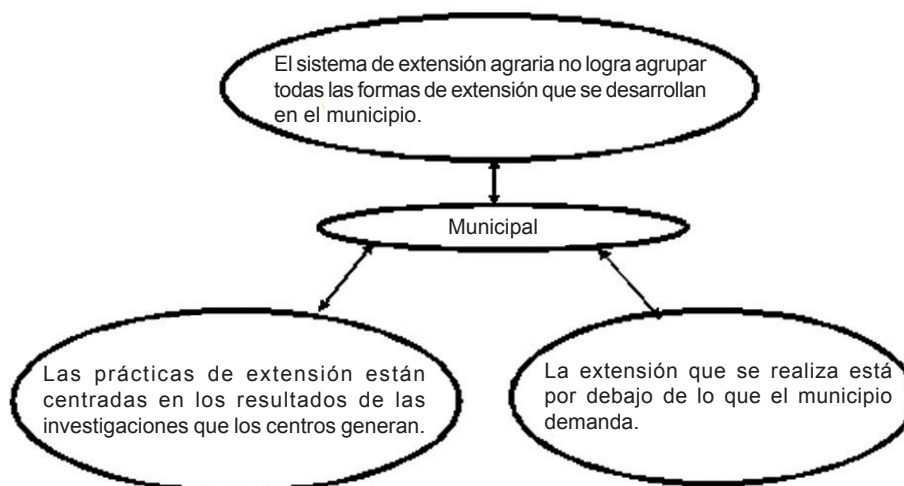 El sistema de extensión agraria no logra agrupar
todas las formas de extensión que se desarrollan
en el municipio.
Municipal
Las prácticas de extensión están
centradas en los resultados de las
investigaciones que los centros generan.
La extensión que se realiza está
por debajo de lo que el municipio
demanda.